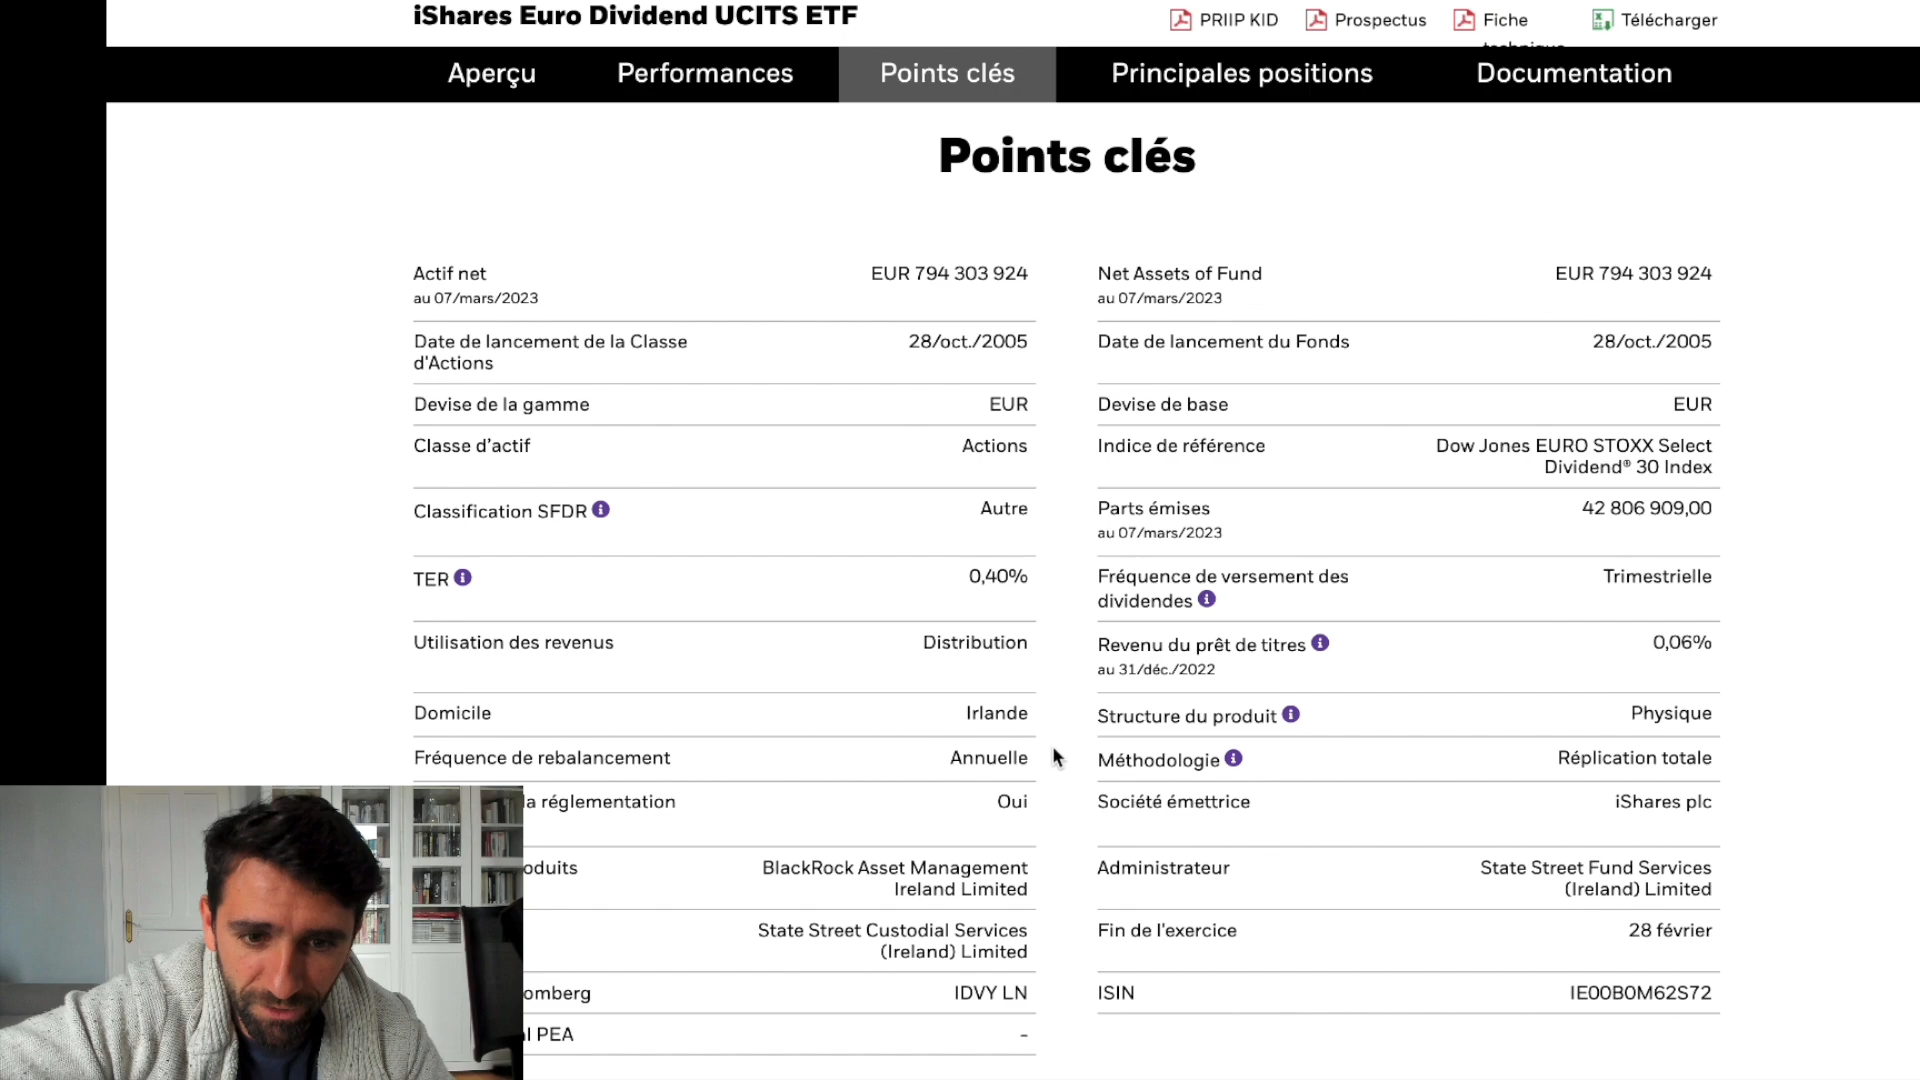 iShares Euro Dividend UCITS ETF
PRIIP KID
Prospectus
Fiche
Télécharger
Aperçu
Performances
Points clés
Principales positions
Documentation
Points clés
Actif net
EUR 794 303 924
au 07/mars/2023
Net Assets of Fund
EUR 794 303 924
au 07/mars/2023
Date de lancement de la Classe
d'Actions
28/oct./2005
Date de lancement du Fonds
28/oct./2005
Devise de la gamme
EUR
Devise de base
EUR
Classe d’actif
Actions
Indice de référence
Dow Jones EURO STOXX Select
Dividend® 30 Index
Classification SFDR
Autre
Parts émises
42 806 909,00
au 07/mars/2023
TER
0,40%
Fréquence de versement des
dividendes
Trimestrielle
Utilisation des revenus
Distribution
Revenu du prêt de titres
0,06%
au 31/déc./2022
Domicile
Irlande
Structure du produit
Physique
Fréquence de rebalancement
Annuelle
Méthodologie
Réplication totale
la réglementation
Oui
Société émettrice
iShares plc
oduits
BlackRock Asset Management
Ireland Limited
Administrateur
State Street Fund Services
(Ireland) Limited
State Street Custodial Services
(Ireland) Limited
Fin de l'exercice
28 février
omberg
IDVY LN
ISIN
IE00B0M62S72
l PEA
-